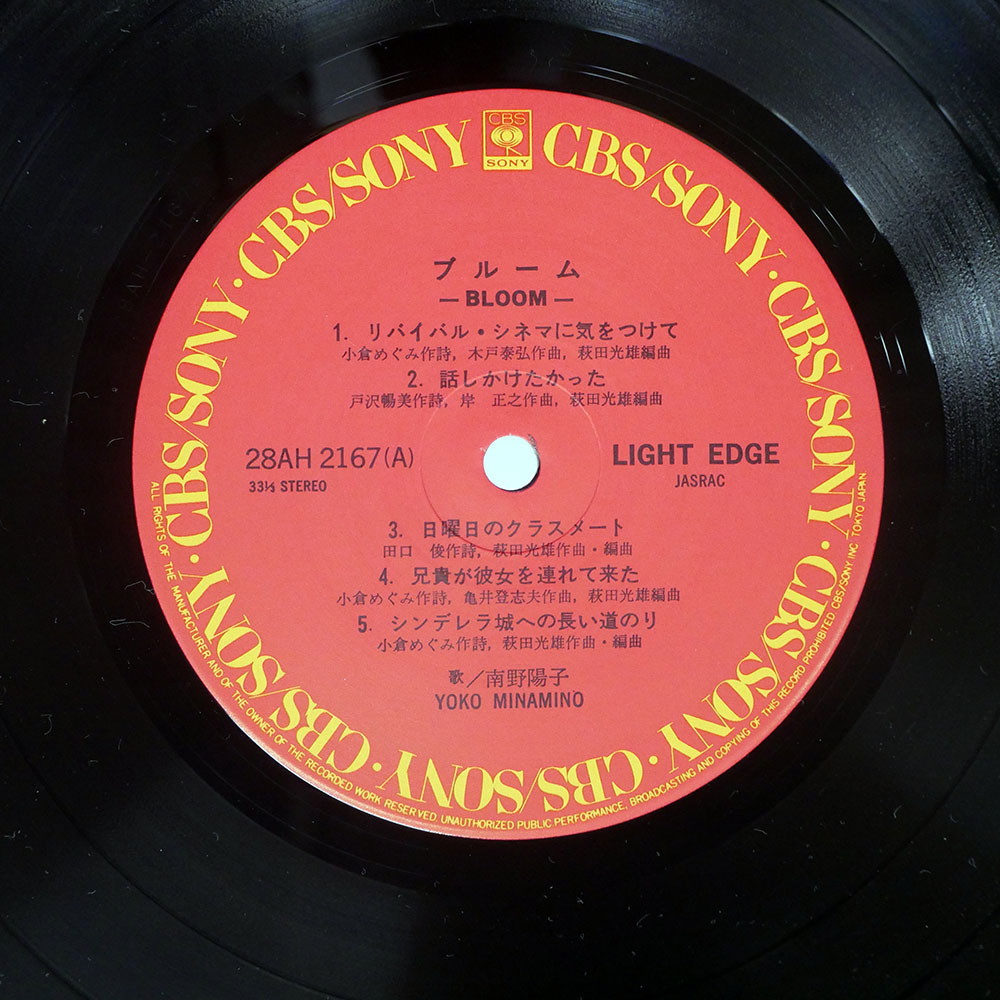 CBS
SONY
CBS/SONY · CBS/SONY · CBS/SONY · CBS/SONY · CBS/SONY · CBS/SONY · CBS/SONY · CBS/SONY
ブルーム
— BLOOM —
1. リバイバル・シネマに気をつけて
小倉めぐみ作詩, 木戸泰弘作曲, 萩田光雄編曲
2. 話しかけたかった
戸沢暢美作詩, 岸 正之作曲, 萩田光雄編曲
28AH 2167(A)
33⅓ STEREO
LIGHT EDGE
JASRAC
3. 日曜日のクラスメート
田口 俊作詩, 萩田光雄作曲・編曲
4. 兄貴が彼女を連れて来た
小倉めぐみ作詩, 亀井登志夫作曲, 萩田光雄編曲
5. シンデレラ城への長い道のり
小倉めぐみ作詩, 萩田光雄作曲・編曲
歌／南野陽子
YOKO MINAMINO
ALL RIGHTS OF THE MANUFACTURER AND OF THE OWNER OF THE RECORDED WORK RESERVED. UNAUTHORIZED PUBLIC PERFORMANCE, BROADCASTING AND COPYING OF THIS RECORD PROHIBITED CBS/SONY INC. TOKYO JAPAN